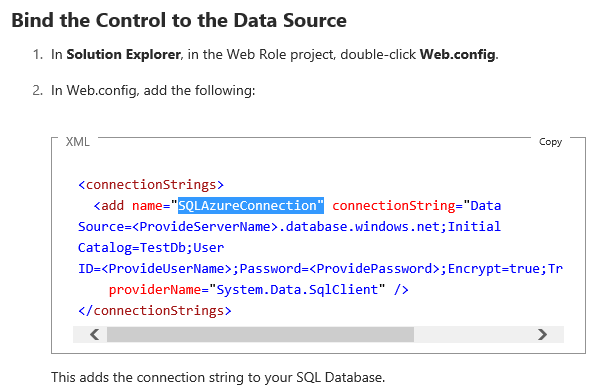 Bind the Control to the Data Source
1. In Solution Explorer, in the Web Role project, double-click Web.config.
2. In Web.config, add the following:
XML
Copy
<connectionStrings>
<add name="SQLAzureConnection" connectionString="Data
Source=<ProvideServerName>.database.windows.net;Initial
Catalog=TestDb;User
ID=<ProvideUserName>;Password=<ProvidePassword>;Encrypt=true;Tr
providerName="System.Data.SqlClient" />
</connectionStrings>
This adds the connection string to your SQL Database.